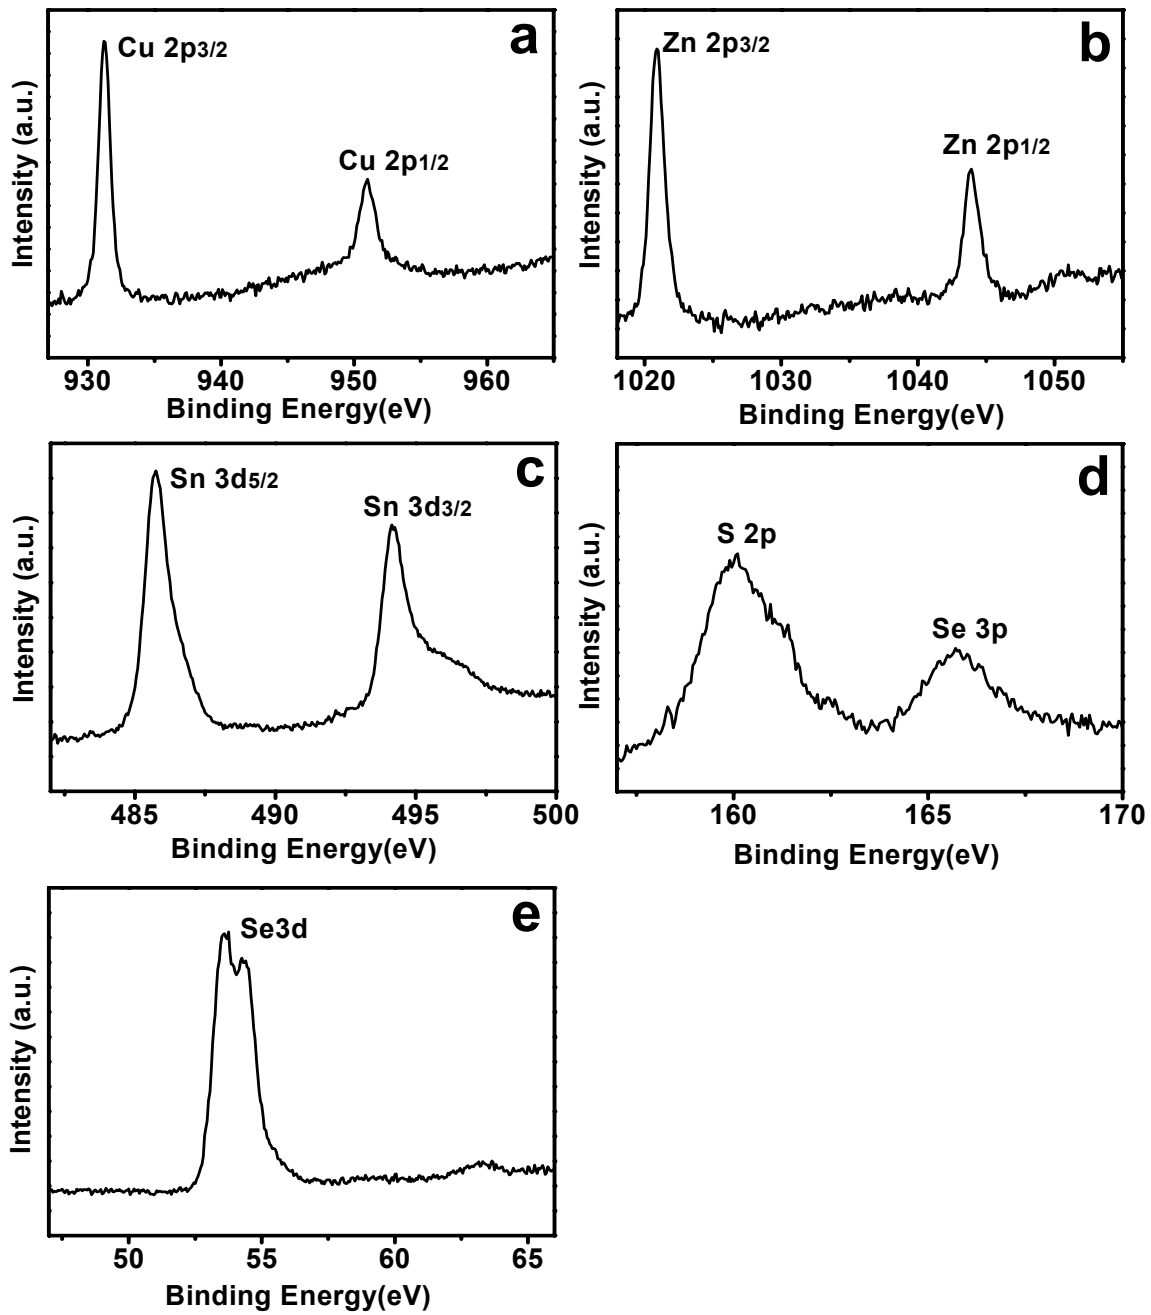 a
Cu 2p3/2
Cu 2p1/2
Intensity (a.u.)
930 940 950 960
Binding Energy(eV)
b
Zn 2p3/2
Zn 2p1/2
Intensity (a.u.)
1020 1030 1040 1050
Binding Energy(eV)
c
Sn 3d5/2
Sn 3d3/2
Intensity (a.u.)
485 490 495 500
Binding Energy(eV)
d
S 2p
Se 3p
Intensity (a.u.)
160 165 170
Binding Energy(eV)
e
Se3d
Intensity (a.u.)
50 55 60 65
Binding Energy(eV)